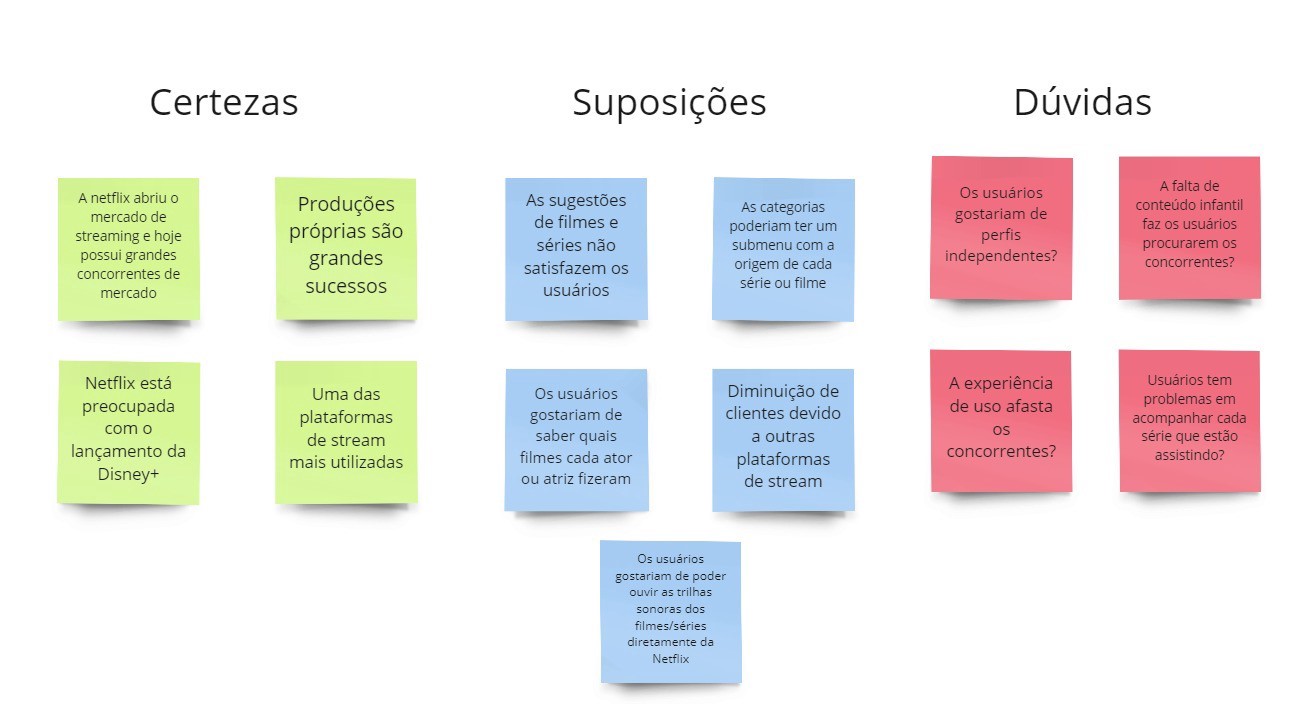 Certezas
A netflix abriu o
mercado de
streaming e hoje
possui grandes
concorrentes de
mercado
Produções
próprias são
grandes
sucessos
Netflix está
preocupada
com o
lançamento da
Disney+
Uma das
plataformas
de stream
mais utilizadas
Suposições
As sugestões
de filmes e
séries não
satisfazem os
usuários
As categorias
poderiam ter um
submenu com a
origem de cada
série ou filme
Os usuários
gostariam de
saber quais
filmes cada ator
ou atriz fizeram
Diminuição de
clientes devido
a outras
plataformas
de stream
Os usuários
gostariam de poder
ouvir as trilhas
sonoras dos
filmes/séries
diretamente da
Netflix
Dúvidas
Os usuários
gostariam de
perfis
independentes?
A falta de
conteúdo infantil
faz os usuários
procurarem os
concorrentes?
A experiência
de uso afasta
os
concorrentes?
Usuários tem
problemas em
acompanhar cada
série que estão
assistindo?